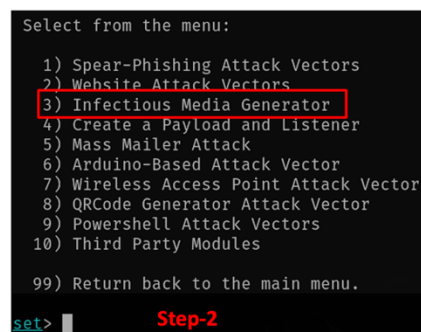 Select from the menu:
1) Spear-Phishing Attack Vectors
2) Website Attack Vectors
3) Infectious Media Generator
4) Create a Payload and Listener
5) Mass Mailer Attack
6) Arduino-Based Attack Vector
7) Wireless Access Point Attack Vector
8) QRCode Generator Attack Vector
9) Powershell Attack Vectors
10) Third Party Modules
99) Return back to the main menu.
set> Step-2